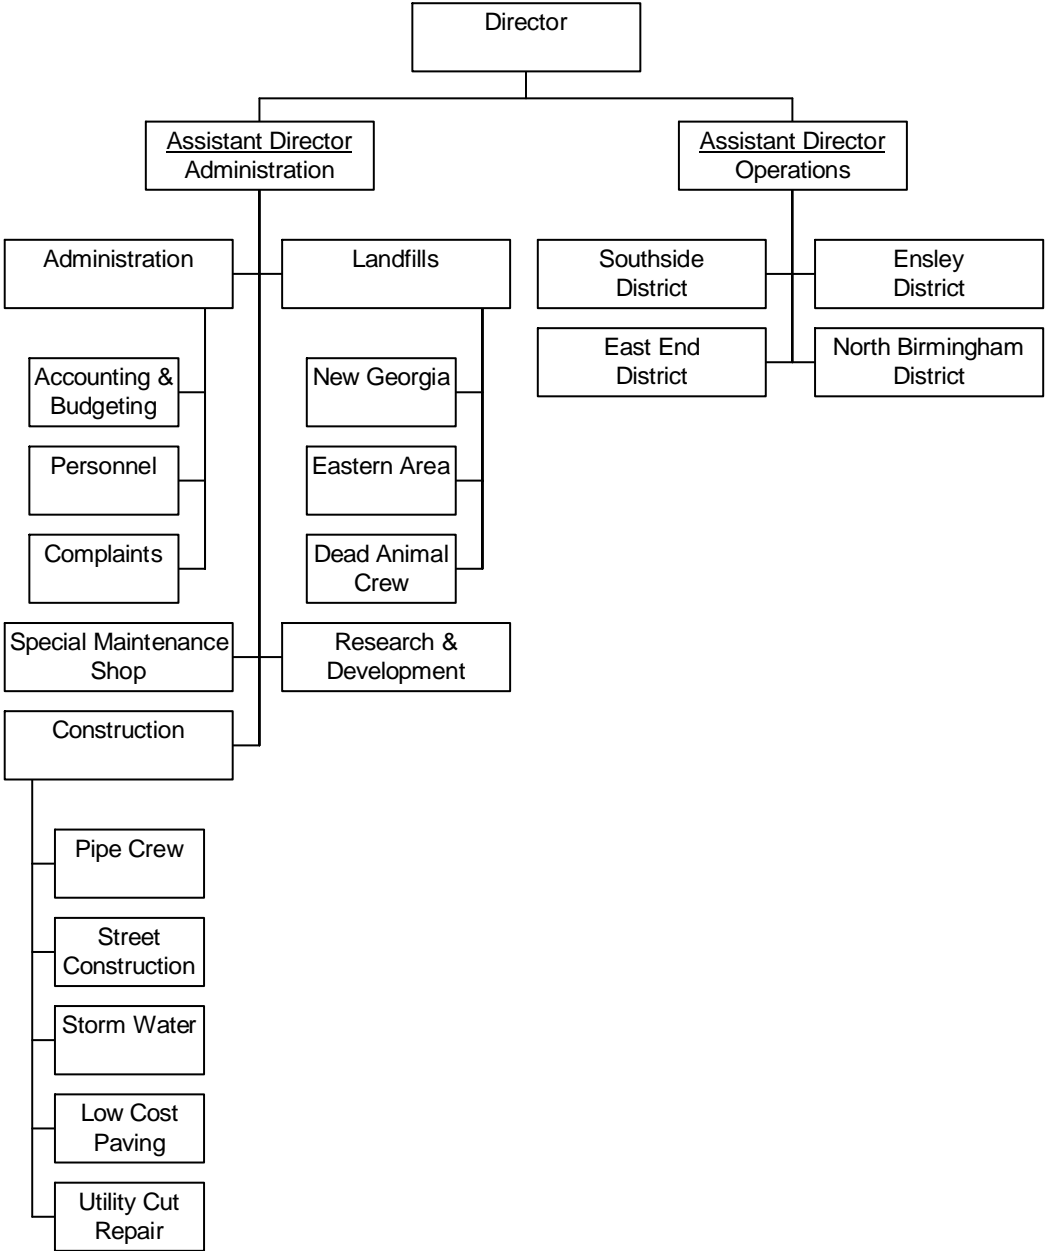 Director
Assistant Director
Administration
Assistant Director
Operations
Administration
Landfills
Southside
District
Ensley
District
East End
District
North Birmingham
District
Accounting &
Budgeting
New Georgia
Personnel
Eastern Area
Complaints
Dead Animal
Crew
Special Maintenance
Shop
Research &
Development
Construction
Pipe Crew
Street
Construction
Storm Water
Low Cost
Paving
Utility Cut
Repair